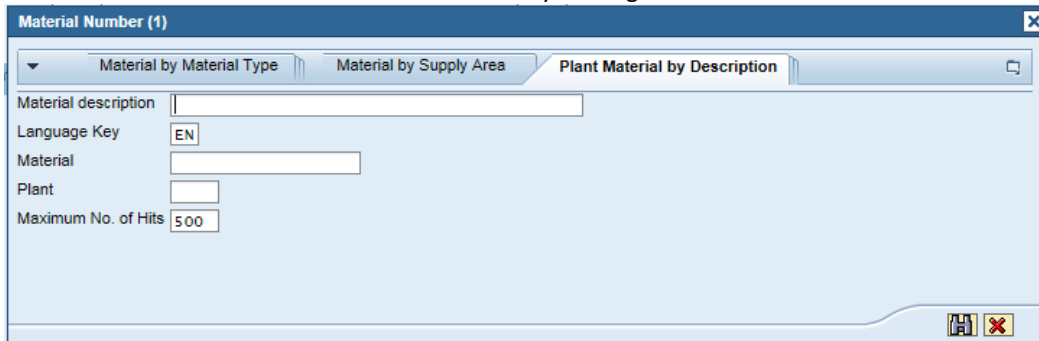 Material Number (1)
Material by Material Type Material by Supply Area Plant Material by Description
Material description
Language Key EN
Material
Plant
Maximum No. of Hits 500